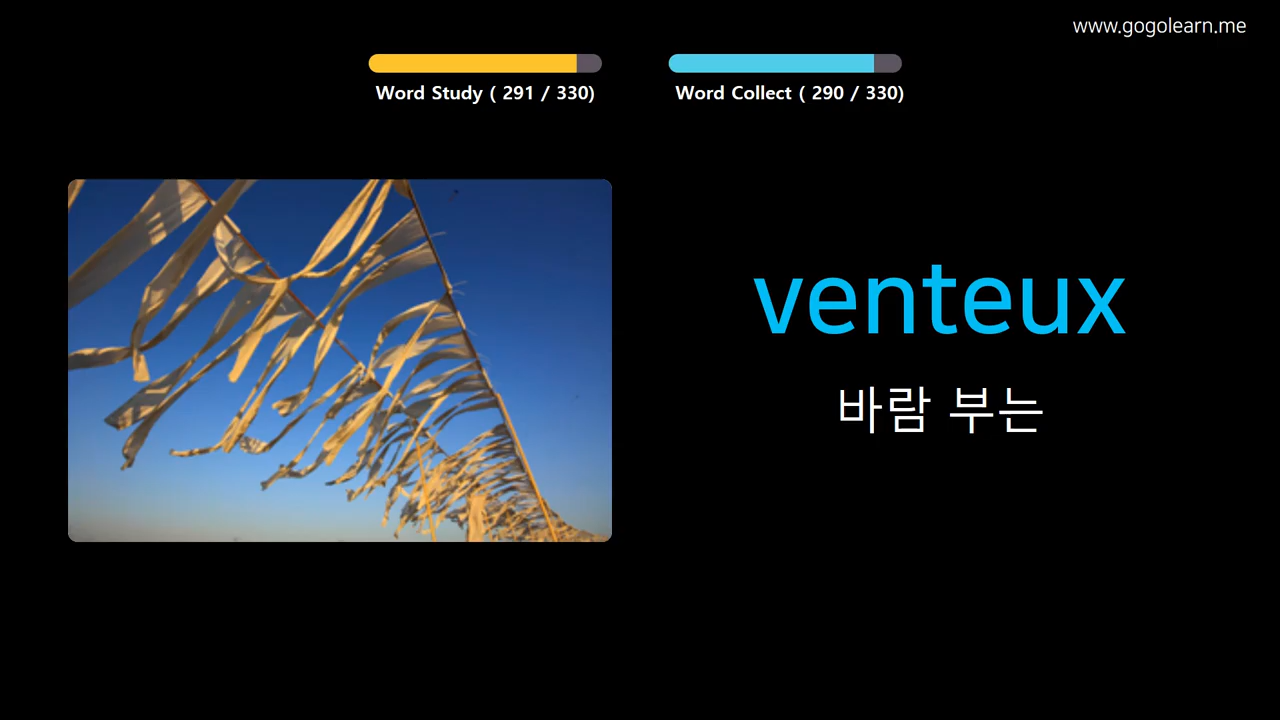 www.gogolearn.me
Word Study ( 291 / 330)
Word Collect ( 290 / 330)
venteux
바람 부는